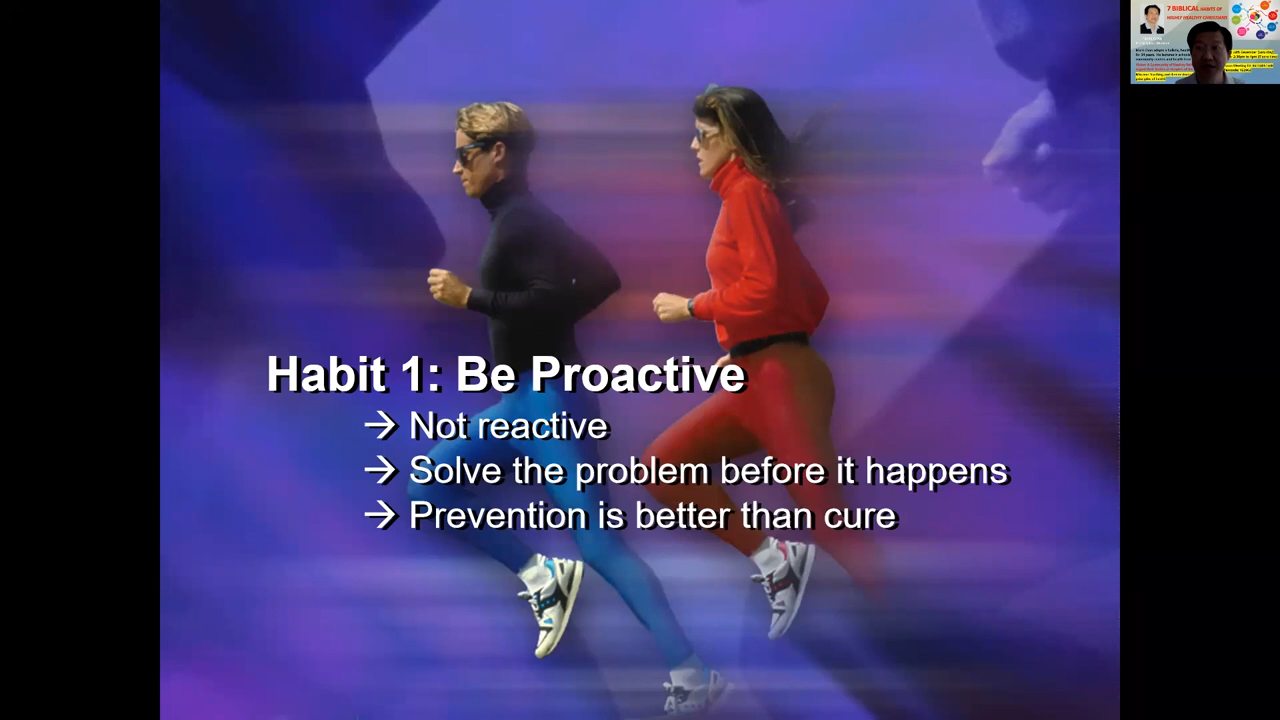 Habit 1: Be Proactive
→ Not reactive
→ Solve the problem before it happens
→ Prevention is better than cure
7 BIBLICAL HABITS OF
HIGHLY HEALTHY CHRISTIANS